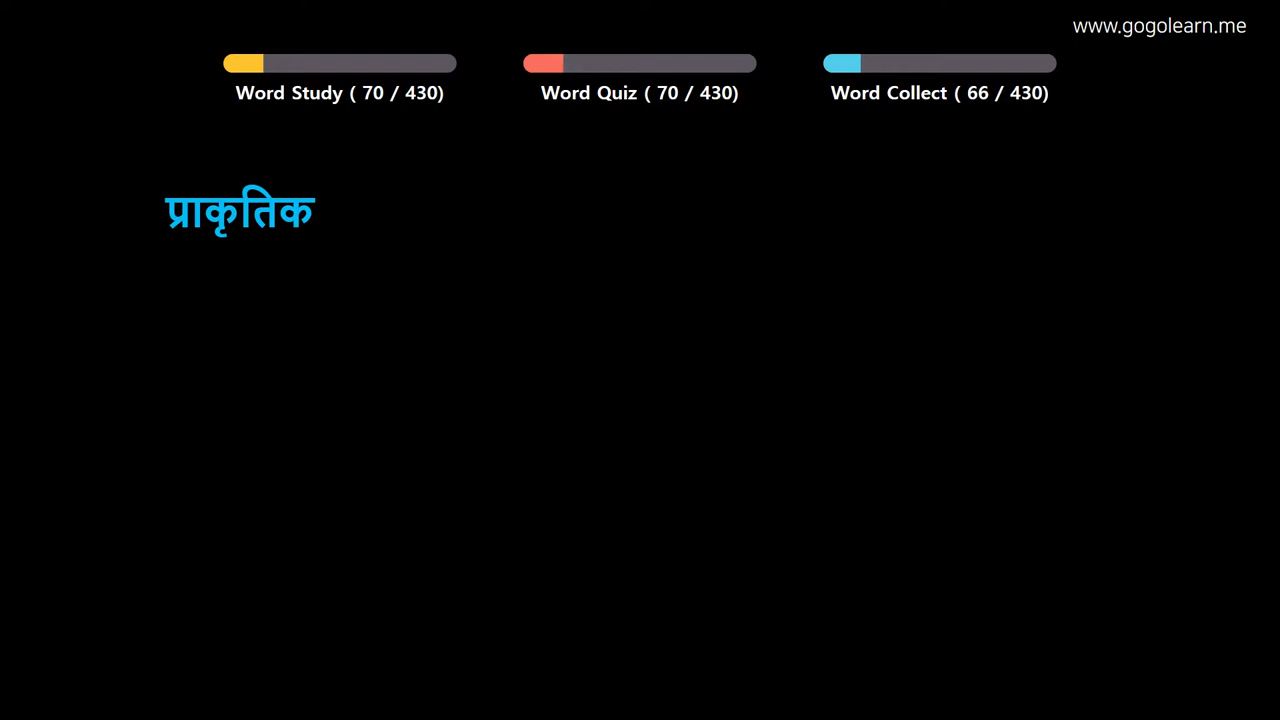 www.gogolearn.me
Word Study ( 70 / 430)
Word Quiz ( 70 / 430)
Word Collect ( 66 / 430)
प्राकृतिक